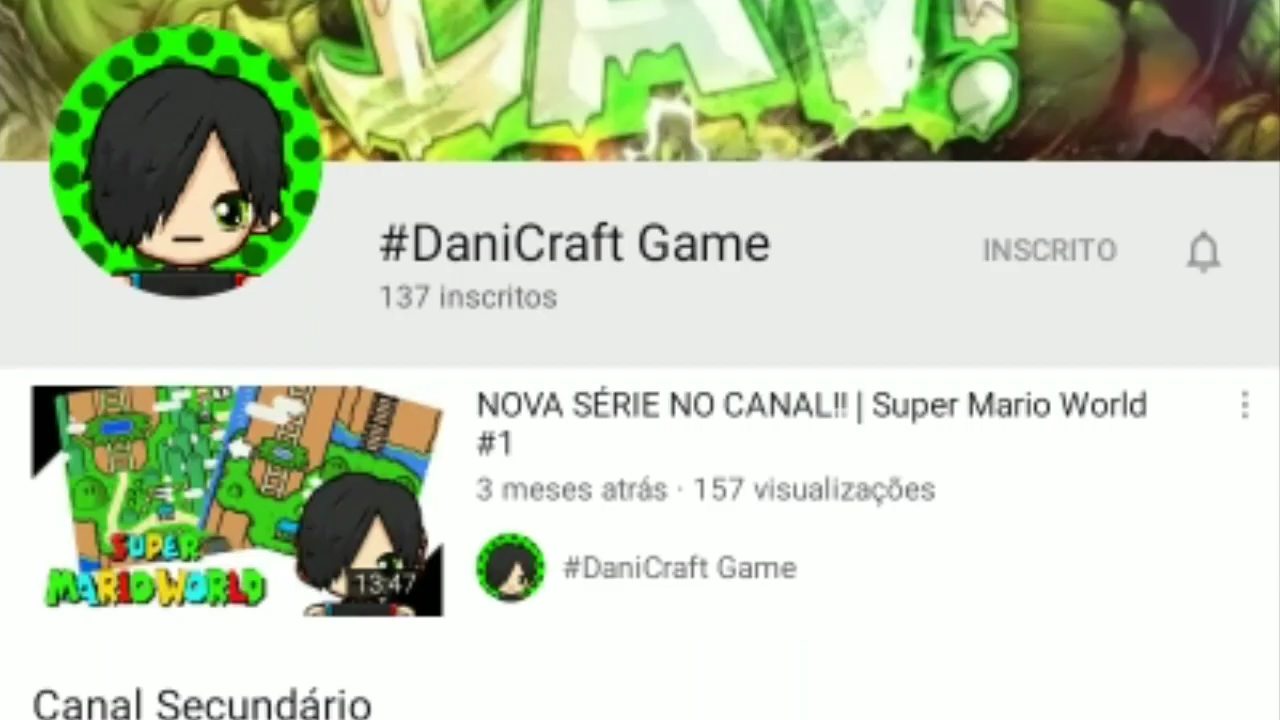 LAY!
#DaniCraft Game
INSCRITO
137 inscritos
NOVA SÉRIE NO CANAL!! | Super Mario World
#1
3 meses atrás · 157 visualizações
SUPER
MARIO WORLD
13:47
#DaniCraft Game
Canal Secundário